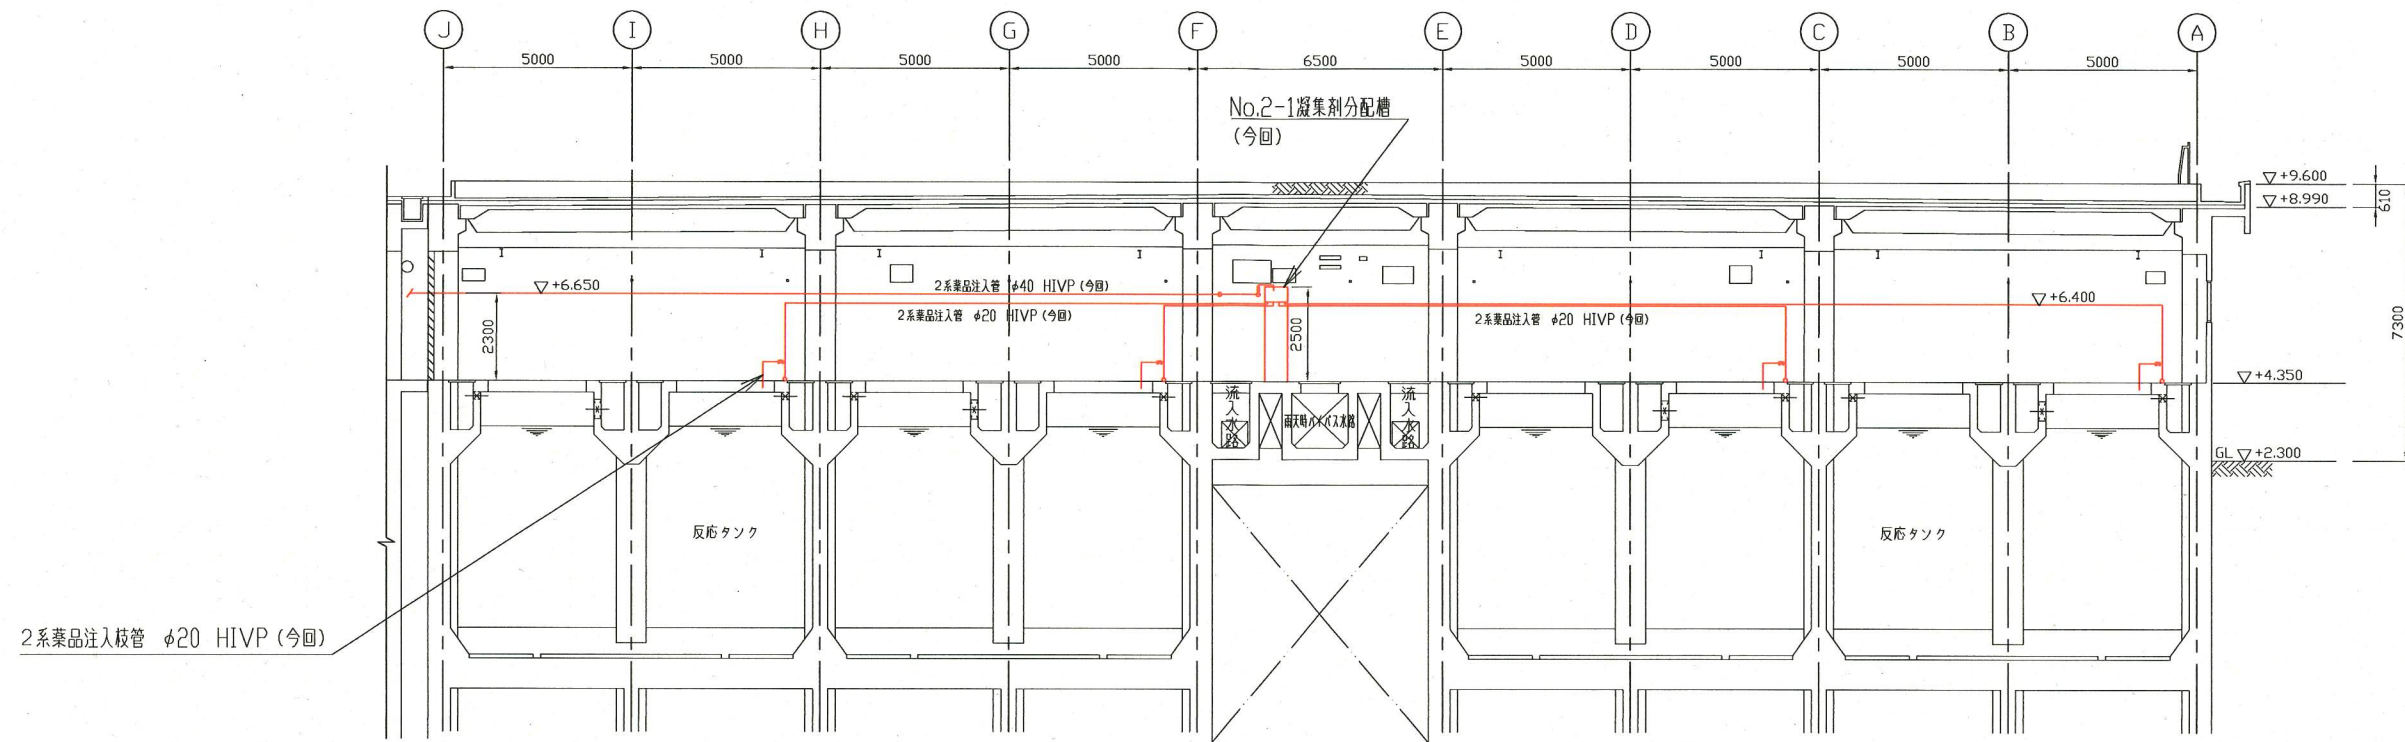 J I H G F E D C B A
5000 5000 5000 5000 6500 5000 5000 5000 5000
No.2-1凝集剤分配槽
(今回)
▽+9.600
610
▽+8.990
▽+6.650
2系薬品注入管 φ40 HIVP(今回)
2系薬品注入管 φ20 HIVP(今回)
2系薬品注入管 φ20 HIVP(今回)
▽+6.400
2300
2500
7300
▽+4.350
流入水路
雨天時バイパス水路
流入水路
GL ▽+2.300
反応タンク
反応タンク
2系薬品注入枝管 φ20 HIVP(今回)